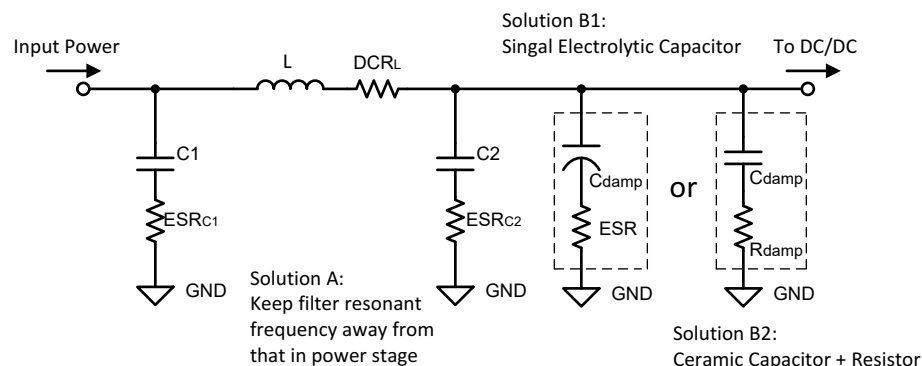 Solution B1:
Singal Electrolytic Capacitor
Input Power
To DC/DC
L
DCRL
C1
ESRC1
GND
C2
ESRC2
GND
Cdamp
ESR
GND
or
Cdamp
Rdamp
GND
Solution A:
Keep filter resonant
frequency away from
that in power stage
Solution B2:
Ceramic Capacitor + Resistor